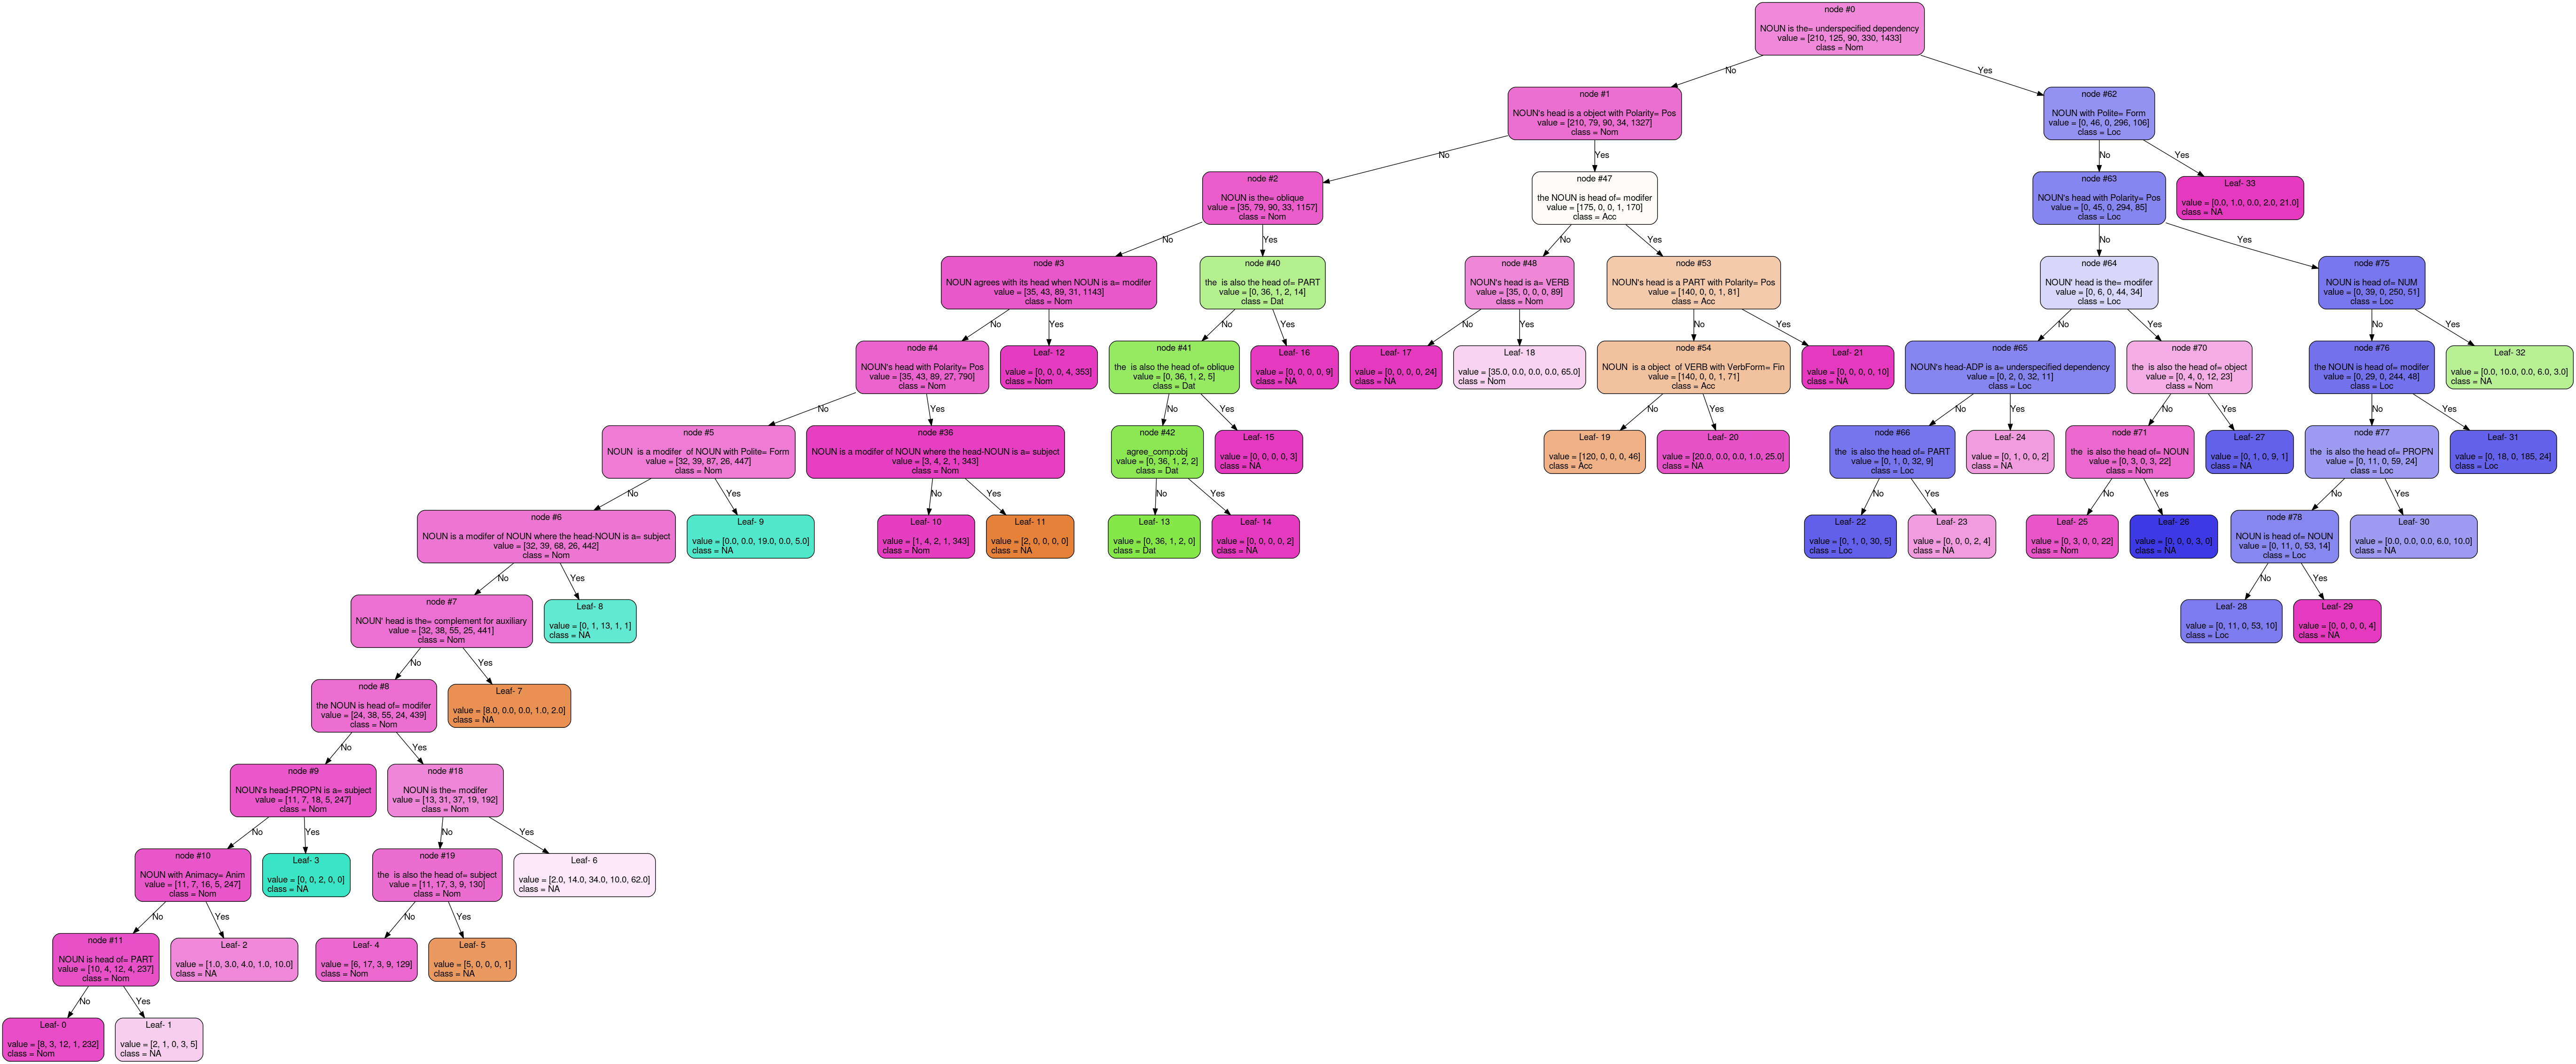 node #0
NOUN is the= underspecified dependency
value = [210, 125, 90, 330, 1433]
class = Nom
No
Yes
node #1
NOUN's head is a object with Polarity= Pos
value = [210, 79, 90, 34, 1327]
class = Nom
node #62
NOUN with Polite= Form
value = [0, 46, 0, 296, 106]
class = Loc
No
Yes
No
Yes
node #2
NOUN is the= oblique
value = [35, 79, 90, 33, 1157]
class = Nom
node #47
the NOUN is head of= modifer
value = [175, 0, 0, 1, 170]
class = Acc
node #63
NOUN's head with Polarity= Pos
value = [0, 45, 0, 294, 85]
class = Loc
Leaf- 33
value = [0.0, 1.0, 0.0, 2.0, 21.0]
class = NA
No
Yes
No
Yes
No
Yes
node #3
NOUN agrees with its head when NOUN is a= modifer
value = [35, 43, 89, 31, 1143]
class = Nom
node #40
the  is also the head of= PART
value = [0, 36, 1, 2, 14]
class = Dat
node #48
NOUN's head is a= VERB
value = [35, 0, 0, 0, 89]
class = Nom
node #53
NOUN's head is a PART with Polarity= Pos
value = [140, 0, 0, 1, 81]
class = Acc
node #64
NOUN' head is the= modifer
value = [0, 6, 0, 44, 34]
class = Loc
node #75
NOUN is head of= NUM
value = [0, 39, 0, 250, 51]
class = Loc
No
Yes
No
Yes
No
Yes
No
Yes
No
Yes
No
Yes
node #4
NOUN's head with Polarity= Pos
value = [35, 43, 89, 27, 790]
class = Nom
Leaf- 12
value = [0, 0, 0, 4, 353]
class = Nom
node #41
the  is also the head of= oblique
value = [0, 36, 1, 2, 5]
class = Dat
Leaf- 16
value = [0, 0, 0, 0, 9]
class = NA
Leaf- 17
value = [0, 0, 0, 0, 24]
class = NA
Leaf- 18
value = [35.0, 0.0, 0.0, 0.0, 65.0]
class = Nom
node #54
NOUN  is a object  of VERB with VerbForm= Fin
value = [140, 0, 0, 1, 71]
class = Acc
Leaf- 21
value = [0, 0, 0, 0, 10]
class = NA
node #65
NOUN's head-ADP is a= underspecified dependency
value = [0, 2, 0, 32, 11]
class = Loc
node #70
the  is also the head of= object
value = [0, 4, 0, 12, 23]
class = Nom
node #76
the NOUN is head of= modifer
value = [0, 29, 0, 244, 48]
class = Loc
Leaf- 32
value = [0.0, 10.0, 0.0, 6.0, 3.0]
class = NA
No
Yes
No
Yes
No
Yes
No
Yes
No
Yes
No
Yes
node #5
NOUN  is a modifer  of NOUN with Polite= Form
value = [32, 39, 87, 26, 447]
class = Nom
node #36
NOUN is a modifer of NOUN where the head-NOUN is a= subject
value = [3, 4, 2, 1, 343]
class = Nom
node #42
agree_comp:obj
value = [0, 36, 1, 2, 2]
class = Dat
Leaf- 15
value = [0, 0, 0, 0, 3]
class = NA
Leaf- 19
value = [120, 0, 0, 0, 46]
class = Acc
Leaf- 20
value = [20.0, 0.0, 0.0, 1.0, 25.0]
class = NA
node #66
the  is also the head of= PART
value = [0, 1, 0, 32, 9]
class = Loc
Leaf- 24
value = [0, 1, 0, 0, 2]
class = NA
node #71
the  is also the head of= NOUN
value = [0, 3, 0, 3, 22]
class = Nom
Leaf- 27
value = [0, 1, 0, 9, 1]
class = NA
node #77
the  is also the head of= PROPN
value = [0, 11, 0, 59, 24]
class = Loc
Leaf- 31
value = [0, 18, 0, 185, 24]
class = Loc
No
Yes
No
Yes
No
Yes
No
Yes
No
Yes
No
Yes
node #6
NOUN is a modifer of NOUN where the head-NOUN is a= subject
value = [32, 39, 68, 26, 442]
class = Nom
Leaf- 9
value = [0.0, 0.0, 19.0, 0.0, 5.0]
class = NA
Leaf- 10
value = [1, 4, 2, 1, 343]
class = Nom
Leaf- 11
value = [2, 0, 0, 0, 0]
class = NA
Leaf- 13
value = [0, 36, 1, 2, 0]
class = Dat
Leaf- 14
value = [0, 0, 0, 0, 2]
class = NA
Leaf- 22
value = [0, 1, 0, 30, 5]
class = Loc
Leaf- 23
value = [0, 0, 0, 2, 4]
class = NA
Leaf- 25
value = [0, 3, 0, 0, 22]
class = Nom
Leaf- 26
value = [0, 0, 0, 3, 0]
class = NA
node #78
NOUN is head of= NOUN
value = [0, 11, 0, 53, 14]
class = Loc
Leaf- 30
value = [0.0, 0.0, 0.0, 6.0, 10.0]
class = NA
No
Yes
No
Yes
node #7
NOUN' head is the= complement for auxiliary
value = [32, 38, 55, 25, 441]
class = Nom
Leaf- 8
value = [0, 1, 13, 1, 1]
class = NA
Leaf- 28
value = [0, 11, 0, 53, 10]
class = Loc
Leaf- 29
value = [0, 0, 0, 0, 4]
class = NA
No
Yes
node #8
the NOUN is head of= modifer
value = [24, 38, 55, 24, 439]
class = Nom
Leaf- 7
value = [8.0, 0.0, 0.0, 1.0, 2.0]
class = NA
No
Yes
node #9
NOUN's head-PROPN is a= subject
value = [11, 7, 18, 5, 247]
class = Nom
node #18
NOUN is the= modifer
value = [13, 31, 37, 19, 192]
class = Nom
No
Yes
No
Yes
node #10
NOUN with Animacy= Anim
value = [11, 7, 16, 5, 247]
class = Nom
Leaf- 3
value = [0, 0, 2, 0, 0]
class = NA
node #19
the  is also the head of= subject
value = [11, 17, 3, 9, 130]
class = Nom
Leaf- 6
value = [2.0, 14.0, 34.0, 10.0, 62.0]
class = NA
No
Yes
No
Yes
node #11
NOUN is head of= PART
value = [10, 4, 12, 4, 237]
class = Nom
Leaf- 2
value = [1.0, 3.0, 4.0, 1.0, 10.0]
class = NA
Leaf- 4
value = [6, 17, 3, 9, 129]
class = Nom
Leaf- 5
value = [5, 0, 0, 0, 1]
class = NA
No
Yes
Leaf- 0
value = [8, 3, 12, 1, 232]
class = Nom
Leaf- 1
value = [2, 1, 0, 3, 5]
class = NA